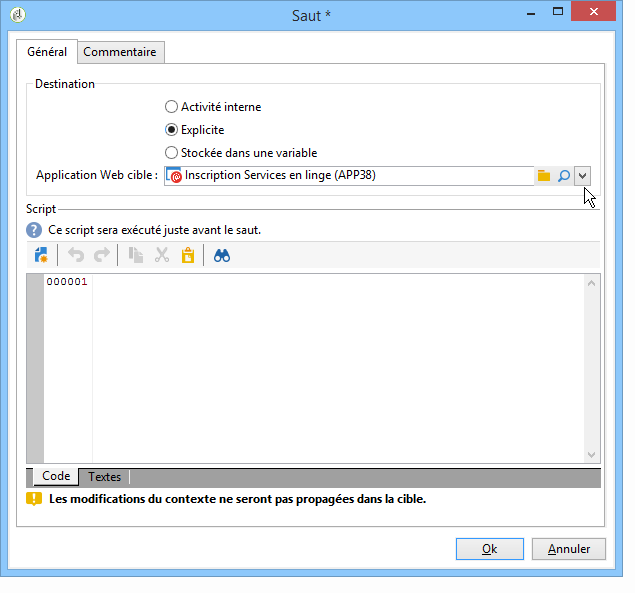 Saut *
Général Commentaire
Destination
Activité interne
Explicite
Stockée dans une variable
Application Web cible : Inscription Services en linge (APP38)
Script
Ce script sera exécuté juste avant le saut.
000001
Code Textes
Les modifications du contexte ne seront pas propagées dans la cible.
Ok Annuler